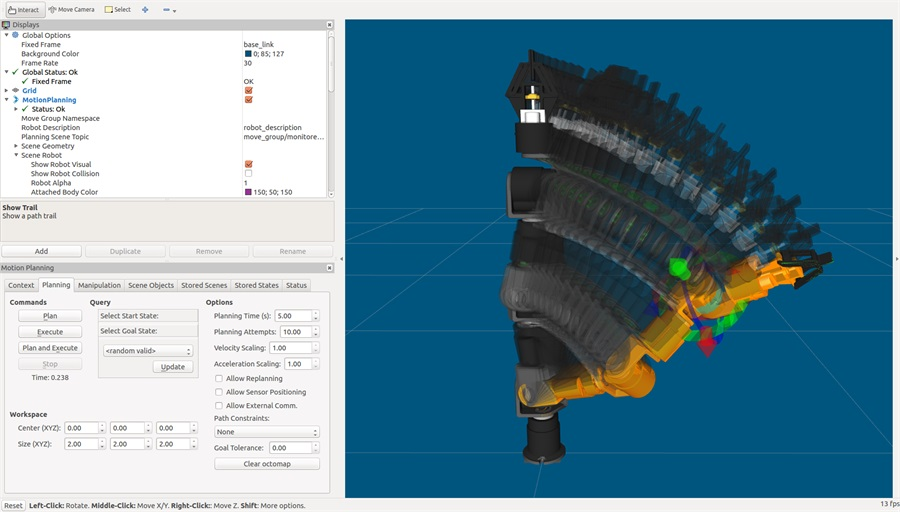 Interact Move Camera Select
Displays
Global Options
Fixed Frame base_link
Background Color 0; 85; 127
Frame Rate 30
Global Status: Ok
Fixed Frame OK
Grid
MotionPlanning
Status: Ok
Move Group Namespace
Robot Description robot_description
Planning Scene Topic move_group/monitore...
Scene Geometry
Scene Robot
Show Robot Visual
Show Robot Collision
Robot Alpha 1
Attached Body Color 150; 50; 150
Show Trail
Show a path trail
Add Duplicate Remove Rename
Motion Planning
Context Planning Manipulation Scene Objects Stored Scenes Stored States Status
Commands Query Options
Plan Select Start State: Planning Time (s): 5.00
Execute Select Goal State: Planning Attempts: 10.00
Plan and Execute <random valid> Velocity Scaling: 1.00
Stop Update Acceleration Scaling: 1.00
Time: 0.238 Allow Replanning
Allow Sensor Positioning
Allow External Comm.
Workspace Path Constraints:
Center (XYZ): 0.00 0.00 0.00 None
Size (XYZ): 2.00 2.00 2.00 Goal Tolerance: 0.00
Clear octomap
Reset Left-Click: Rotate. Middle-Click: Move X/Y. Right-Click:: Move Z. Shift: More options. 13 fps